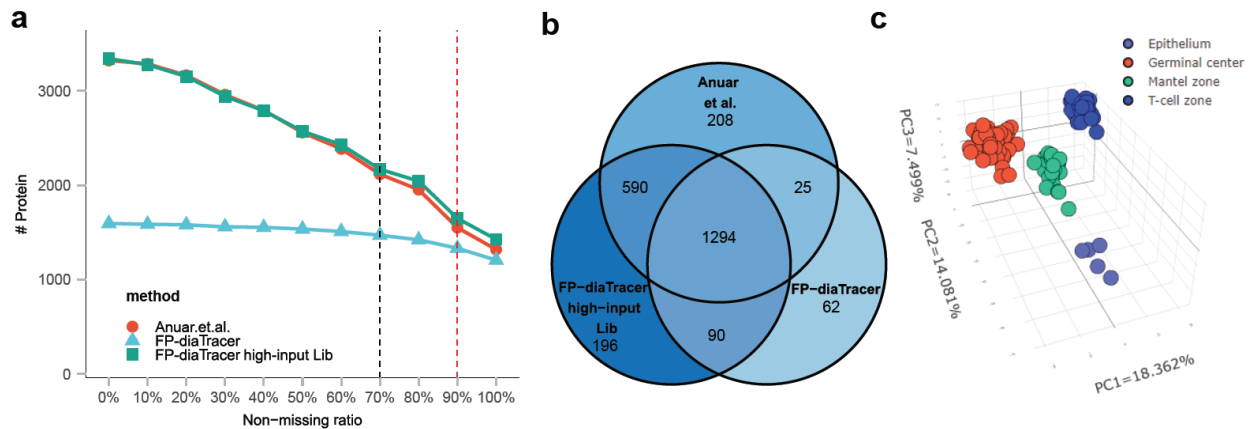 a
# Protein
3000
2000
1000
0
method
Anuar.et.al.
FP−diaTracer
FP−diaTracer high−input Lib
0% 10% 20% 30% 40% 50% 60% 70% 80% 90% 100%
Non−missing ratio
b
Anuar
et al.
208
590
25
1294
FP−diaTracer
high−input
Lib
196
90
FP−diaTracer
62
c
Epithelium
Germinal center
Mantel zone
T-cell zone
PC3=7.499%
PC2=14.081%
PC1=18.362%